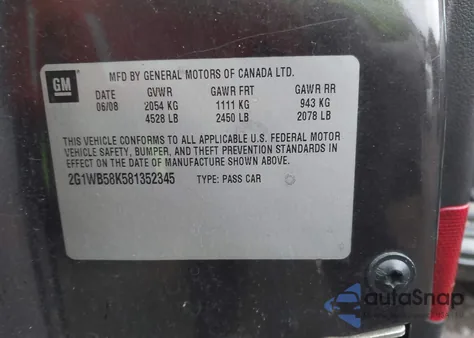 GM
MFD BY GENERAL MOTORS OF CANADA LTD.
DATE GVWR GAWR FRT GAWR RR
06/08 2054 KG 1111 KG 943 KG
4528 LB 2450 LB 2078 LB
THIS VEHICLE CONFORMS TO ALL APPLICABLE U.S. FEDERAL MOTOR
VEHICLE SAFETY, BUMPER, AND THEFT PREVENTION STANDARDS IN
EFFECT ON THE DATE OF MANUFACTURE SHOWN ABOVE.
2G1WB58K581352345 TYPE: PASS CAR
autoSnap